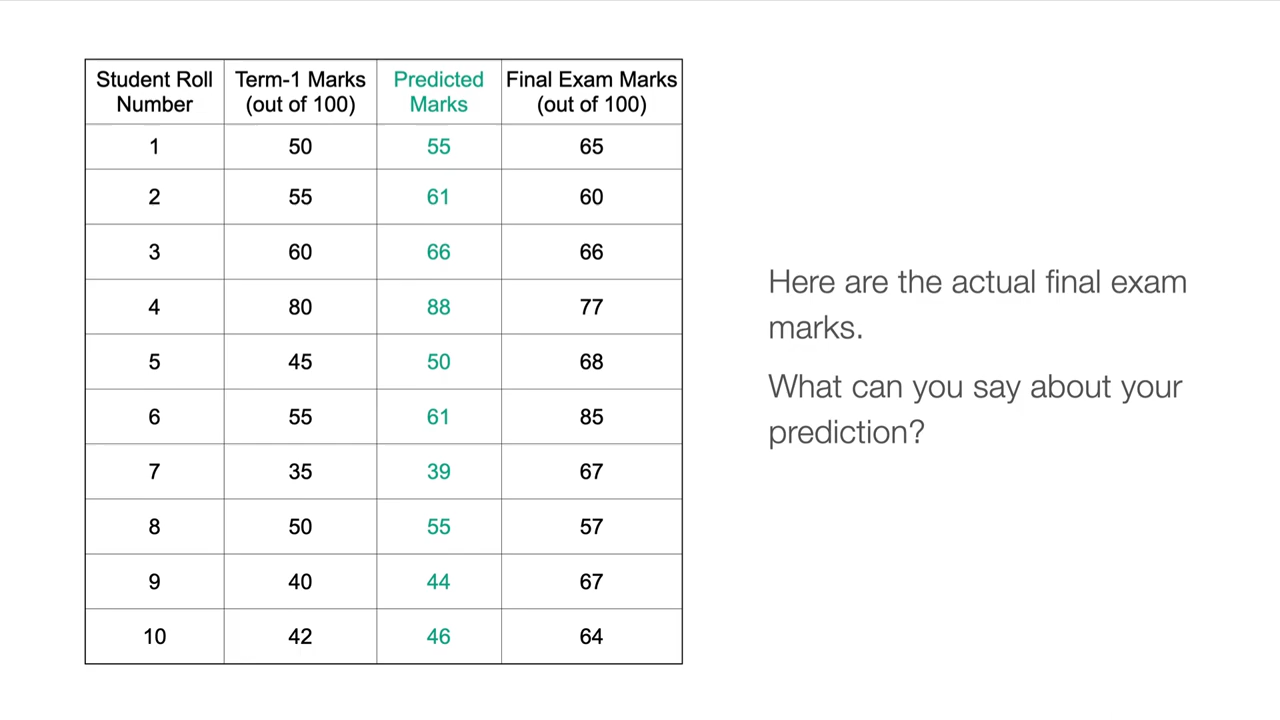 Student Roll Number | Term-1 Marks (out of 100) | Predicted Marks | Final Exam Marks (out of 100)
1 | 50 | 55 | 65
2 | 55 | 61 | 60
3 | 60 | 66 | 66
4 | 80 | 88 | 77
5 | 45 | 50 | 68
6 | 55 | 61 | 85
7 | 35 | 39 | 67
8 | 50 | 55 | 57
9 | 40 | 44 | 67
10 | 42 | 46 | 64
Here are the actual final exam
marks.
What can you say about your
prediction?